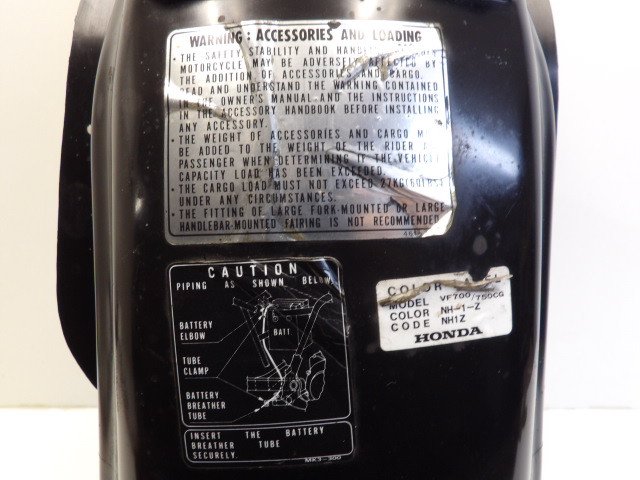 WARNING: ACCESSORIES AND LOADING
• THE SAFETY, STABILITY AND
MOTORCYCLE MAY BE ADVERSELY AFFECTED BY
THE ADDITION OF ACCESSORIES AND CARGO.
READ AND UNDERSTAND THE WARNING CONTAINED
THE OWNER'S MANUAL AND THE INSTRUCTIONS
IN THE ACCESSORY HANDBOOK BEFORE INSTALLING
ANY ACCESSORY.
• THE WEIGHT OF ACCESSORIES AND CARGO
BE ADDED TO THE WEIGHT OF THE RIDER
PASSENGER WHEN DETERMINING IF THE VEHICLE
CAPACITY LOAD HAS BEEN EXCEEDED.
• THE CARGO LOAD MUST NOT EXCEED 27KG(60LBS)
UNDER ANY CIRCUMSTANCES.
• THE FITTING OF LARGE FORK-MOUNTED OR LARGE
HANDLEBAR-MOUNTED FAIRING IS NOT RECOMMENDED
CAUTION
PIPING AS SHOWN BELOW
BATTERY
ELBOW
BATT.
TUBE
CLAMP
BATTERY
BREATHER
TUBE
INSERT THE BATTERY
BREATHER TUBE
SECURELY.
MK3-300
COLOR
MODEL VF700/750CG
COLOR NH-1-Z
CODE NH1Z
HONDA